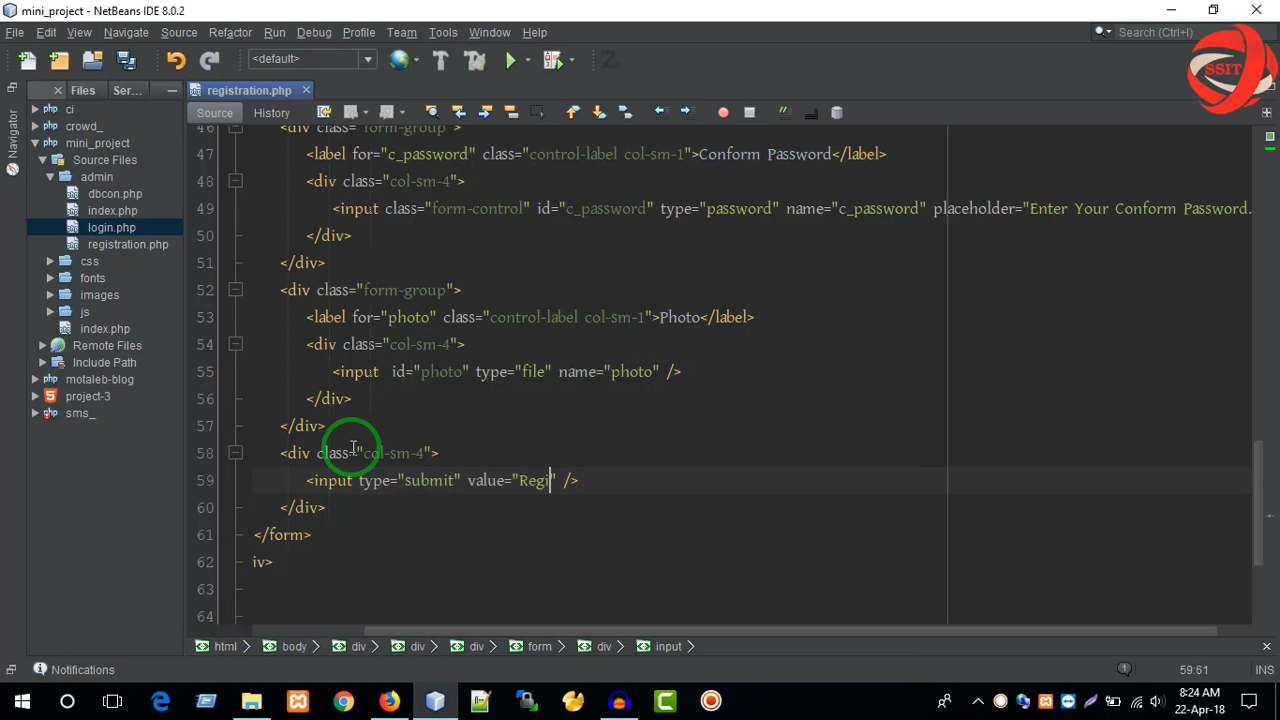 mini_project - NetBeans IDE 8.0.2
File Edit View Navigate Source Refactor Run Debug Profile Team Tools Window Help
Search (Ctrl+I)
SSIT
<default>
Files Ser...
registration.php
Source History
Navigator
ci
crowd_
mini_project
Source Files
admin
dbcon.php
index.php
login.php
registration.php
css
fonts
images
js
index.php
Remote Files
Include Path
motaleb-blog
project-3
sms_
46 <div class="form-group">
47 <label for="c_password" class="control-label col-sm-1">Conform Password</label>
48 <div class="col-sm-4">
49 <input class="form-control" id="c_password" type="password" name="c_password" placeholder="Enter Your Conform Password.
50 </div>
51 </div>
52 <div class="form-group">
53 <label for="photo" class="control-label col-sm-1">Photo</label>
54 <div class="col-sm-4">
55 <input id="photo" type="file" name="photo" />
56 </div>
57 </div>
58 <div class="col-sm-4">
59 <input type="submit" value="Regi" />
60 </div>
61 </form>
62 iv>
63
64
html body div div div form div input
Notifications
1
59:61 INS
8:24 AM
22-Apr-18